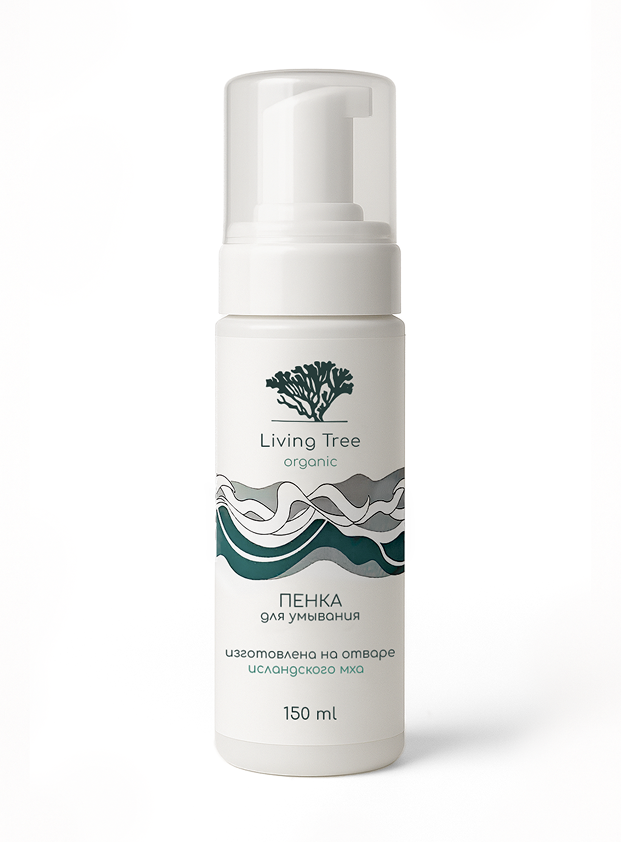 Living Tree
organic
ПЕНКА
для умывания
изготовлена на отваре
исландского мха
150 ml